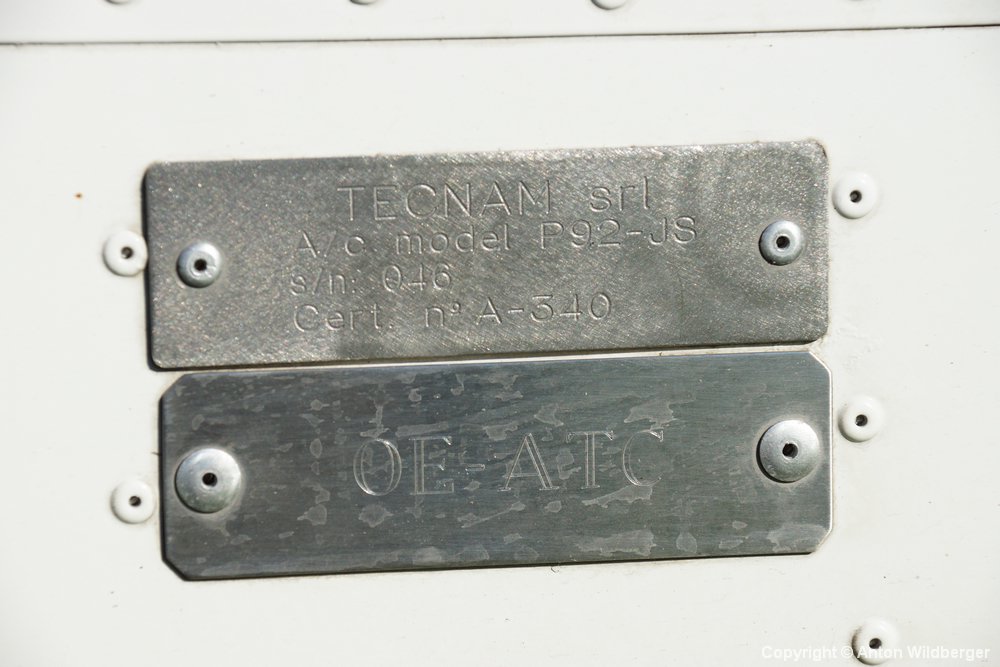 TECNAM srl
A/c model P92-JS
s/n: 046
Cert. n° A-340
OE-ATC
Copyright © Anton Wildberger